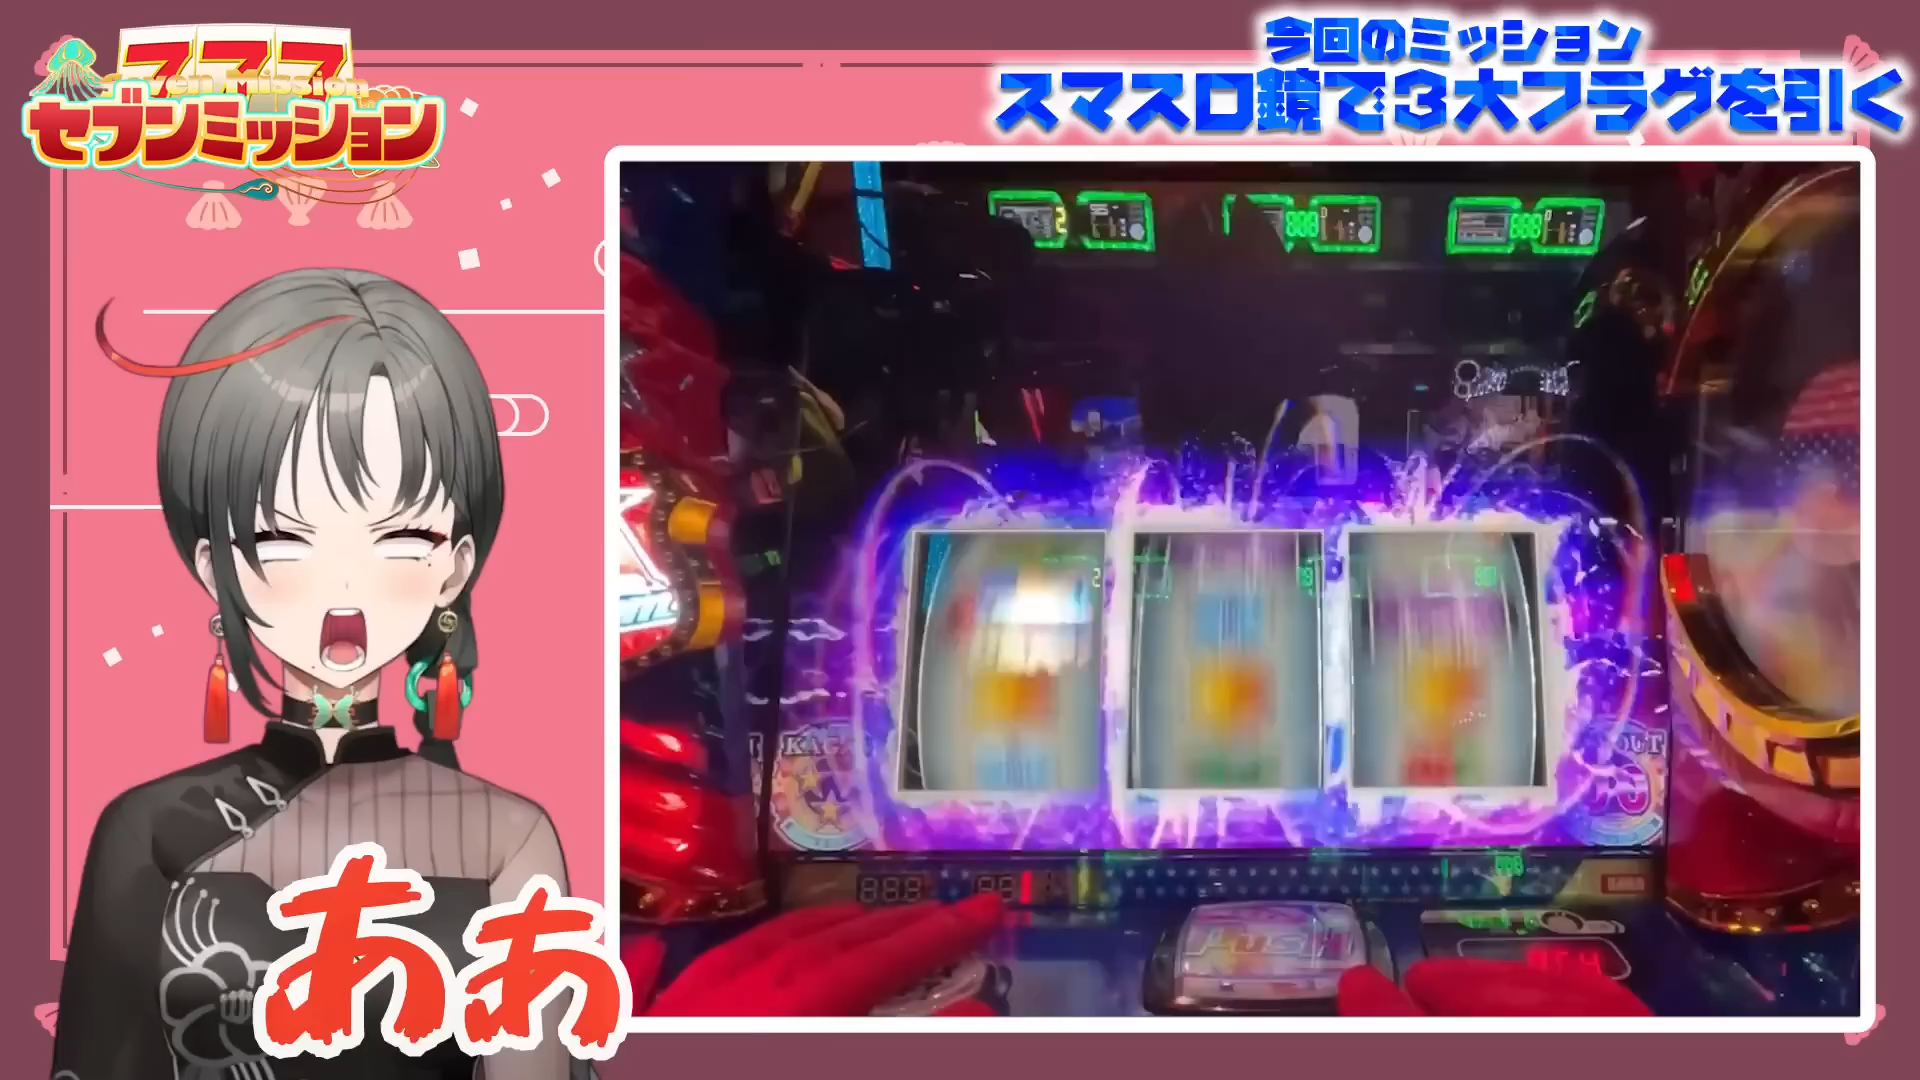 Seven Mission
セブンミッション
今回のミッション
スマスロ鏡で3大フラグを引く
PUSH
ああ